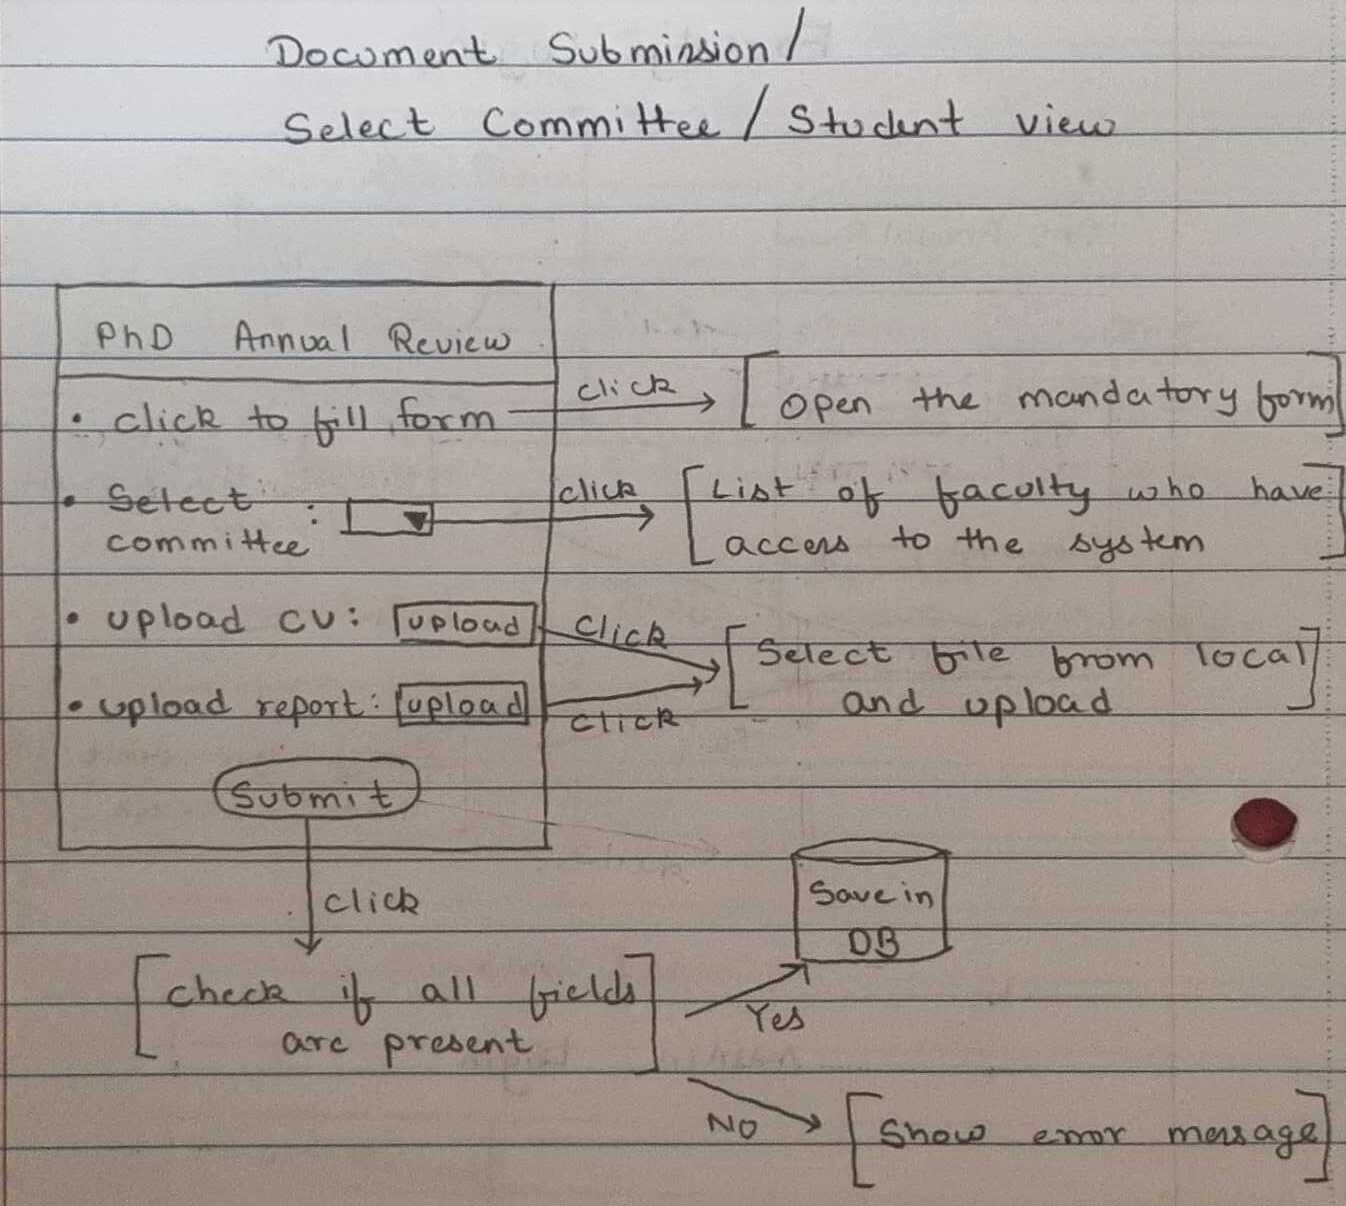 Document Submission/
Select Committee / Student view
PhD Annual Review
• click to fill form
click
[Open the mandatory form]
• Select
committee :
click
[List of faculty who have
access to the system]
• upload CV: upload
click
• upload report: upload
click
[Select file from local
and upload]
Submit
click
[check if all fields
are present]
Yes
Save in
DB
NO
[Show error message]